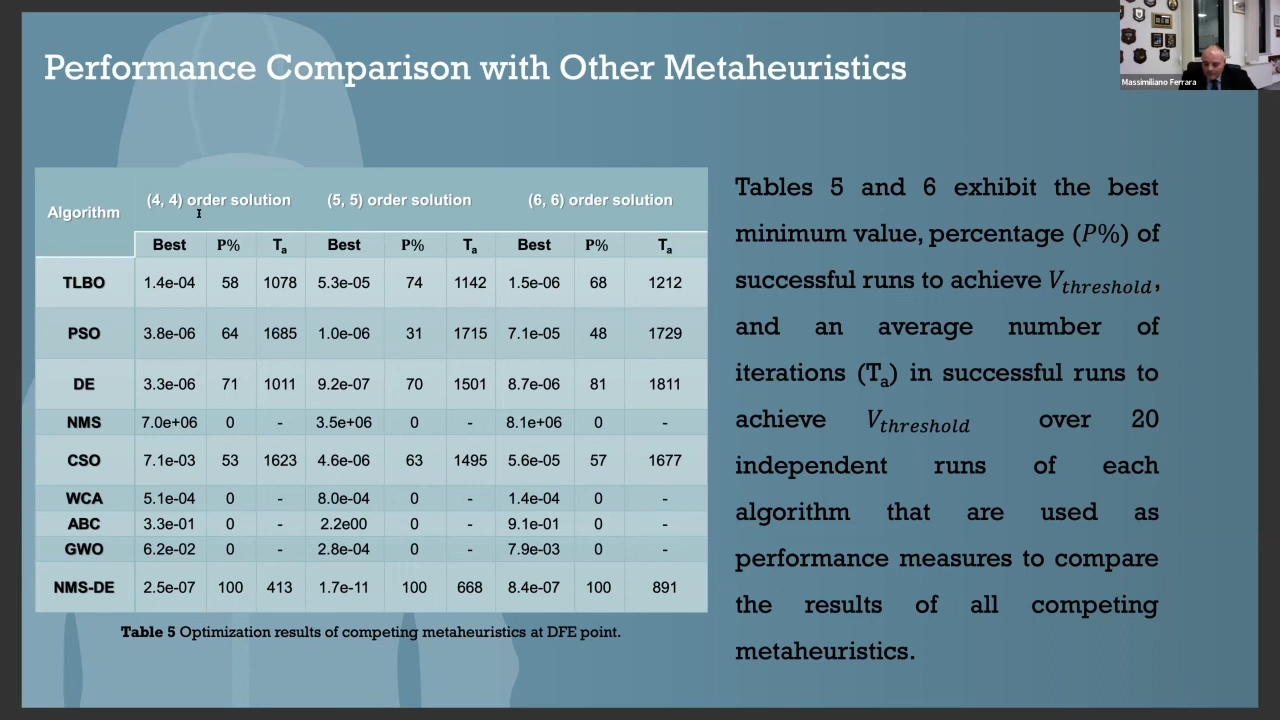 Performance Comparison with Other Metaheuristics
Massimiliano Ferrara
Algorithm (4, 4) order solution (5, 5) order solution (6, 6) order solution
Best P% Ta Best P% Ta Best P% Ta
TLBO 1.4e-04 58 1078 5.3e-05 74 1142 1.5e-06 68 1212
PSO 3.8e-06 64 1685 1.0e-06 31 1715 7.1e-05 48 1729
DE 3.3e-06 71 1011 9.2e-07 70 1501 8.7e-06 81 1811
NMS 7.0e+06 0 - 3.5e+06 0 - 8.1e+06 0 -
CSO 7.1e-03 53 1623 4.6e-06 63 1495 5.6e-05 57 1677
WCA 5.1e-04 0 - 8.0e-04 0 - 1.4e-04 0 -
ABC 3.3e-01 0 - 2.2e00 0 - 9.1e-01 0 -
GWO 6.2e-02 0 - 2.8e-04 0 - 7.9e-03 0 -
NMS-DE 2.5e-07 100 413 1.7e-11 100 668 8.4e-07 100 891
Table 5 Optimization results of competing metaheuristics at DFE point.
Tables 5 and 6 exhibit the best
minimum value, percentage (P%) of
successful runs to achieve Vthreshold,
and an average number of
iterations (Ta) in successful runs to
achieve Vthreshold over 20
independent runs of each
algorithm that are used as
performance measures to compare
the results of all competing
metaheuristics.